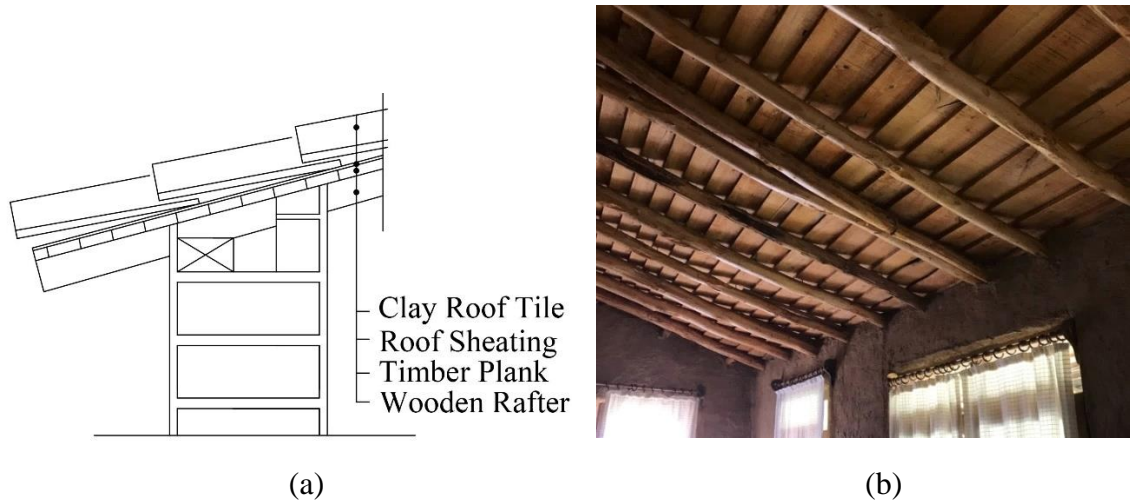 Clay Roof Tile
Roof Sheating
Timber Plank
Wooden Rafter
(a)
(b)